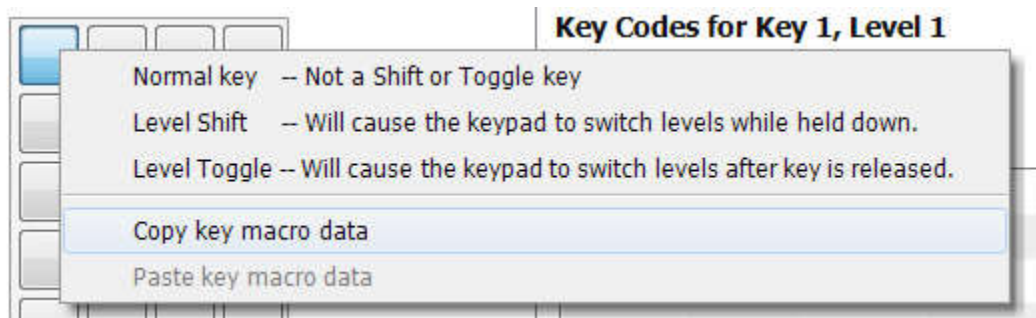 Key Codes for Key 1, Level 1
Normal key -- Not a Shift or Toggle key
Level Shift -- Will cause the keypad to switch levels while held down.
Level Toggle -- Will cause the keypad to switch levels after key is released.
Copy key macro data
Paste key macro data